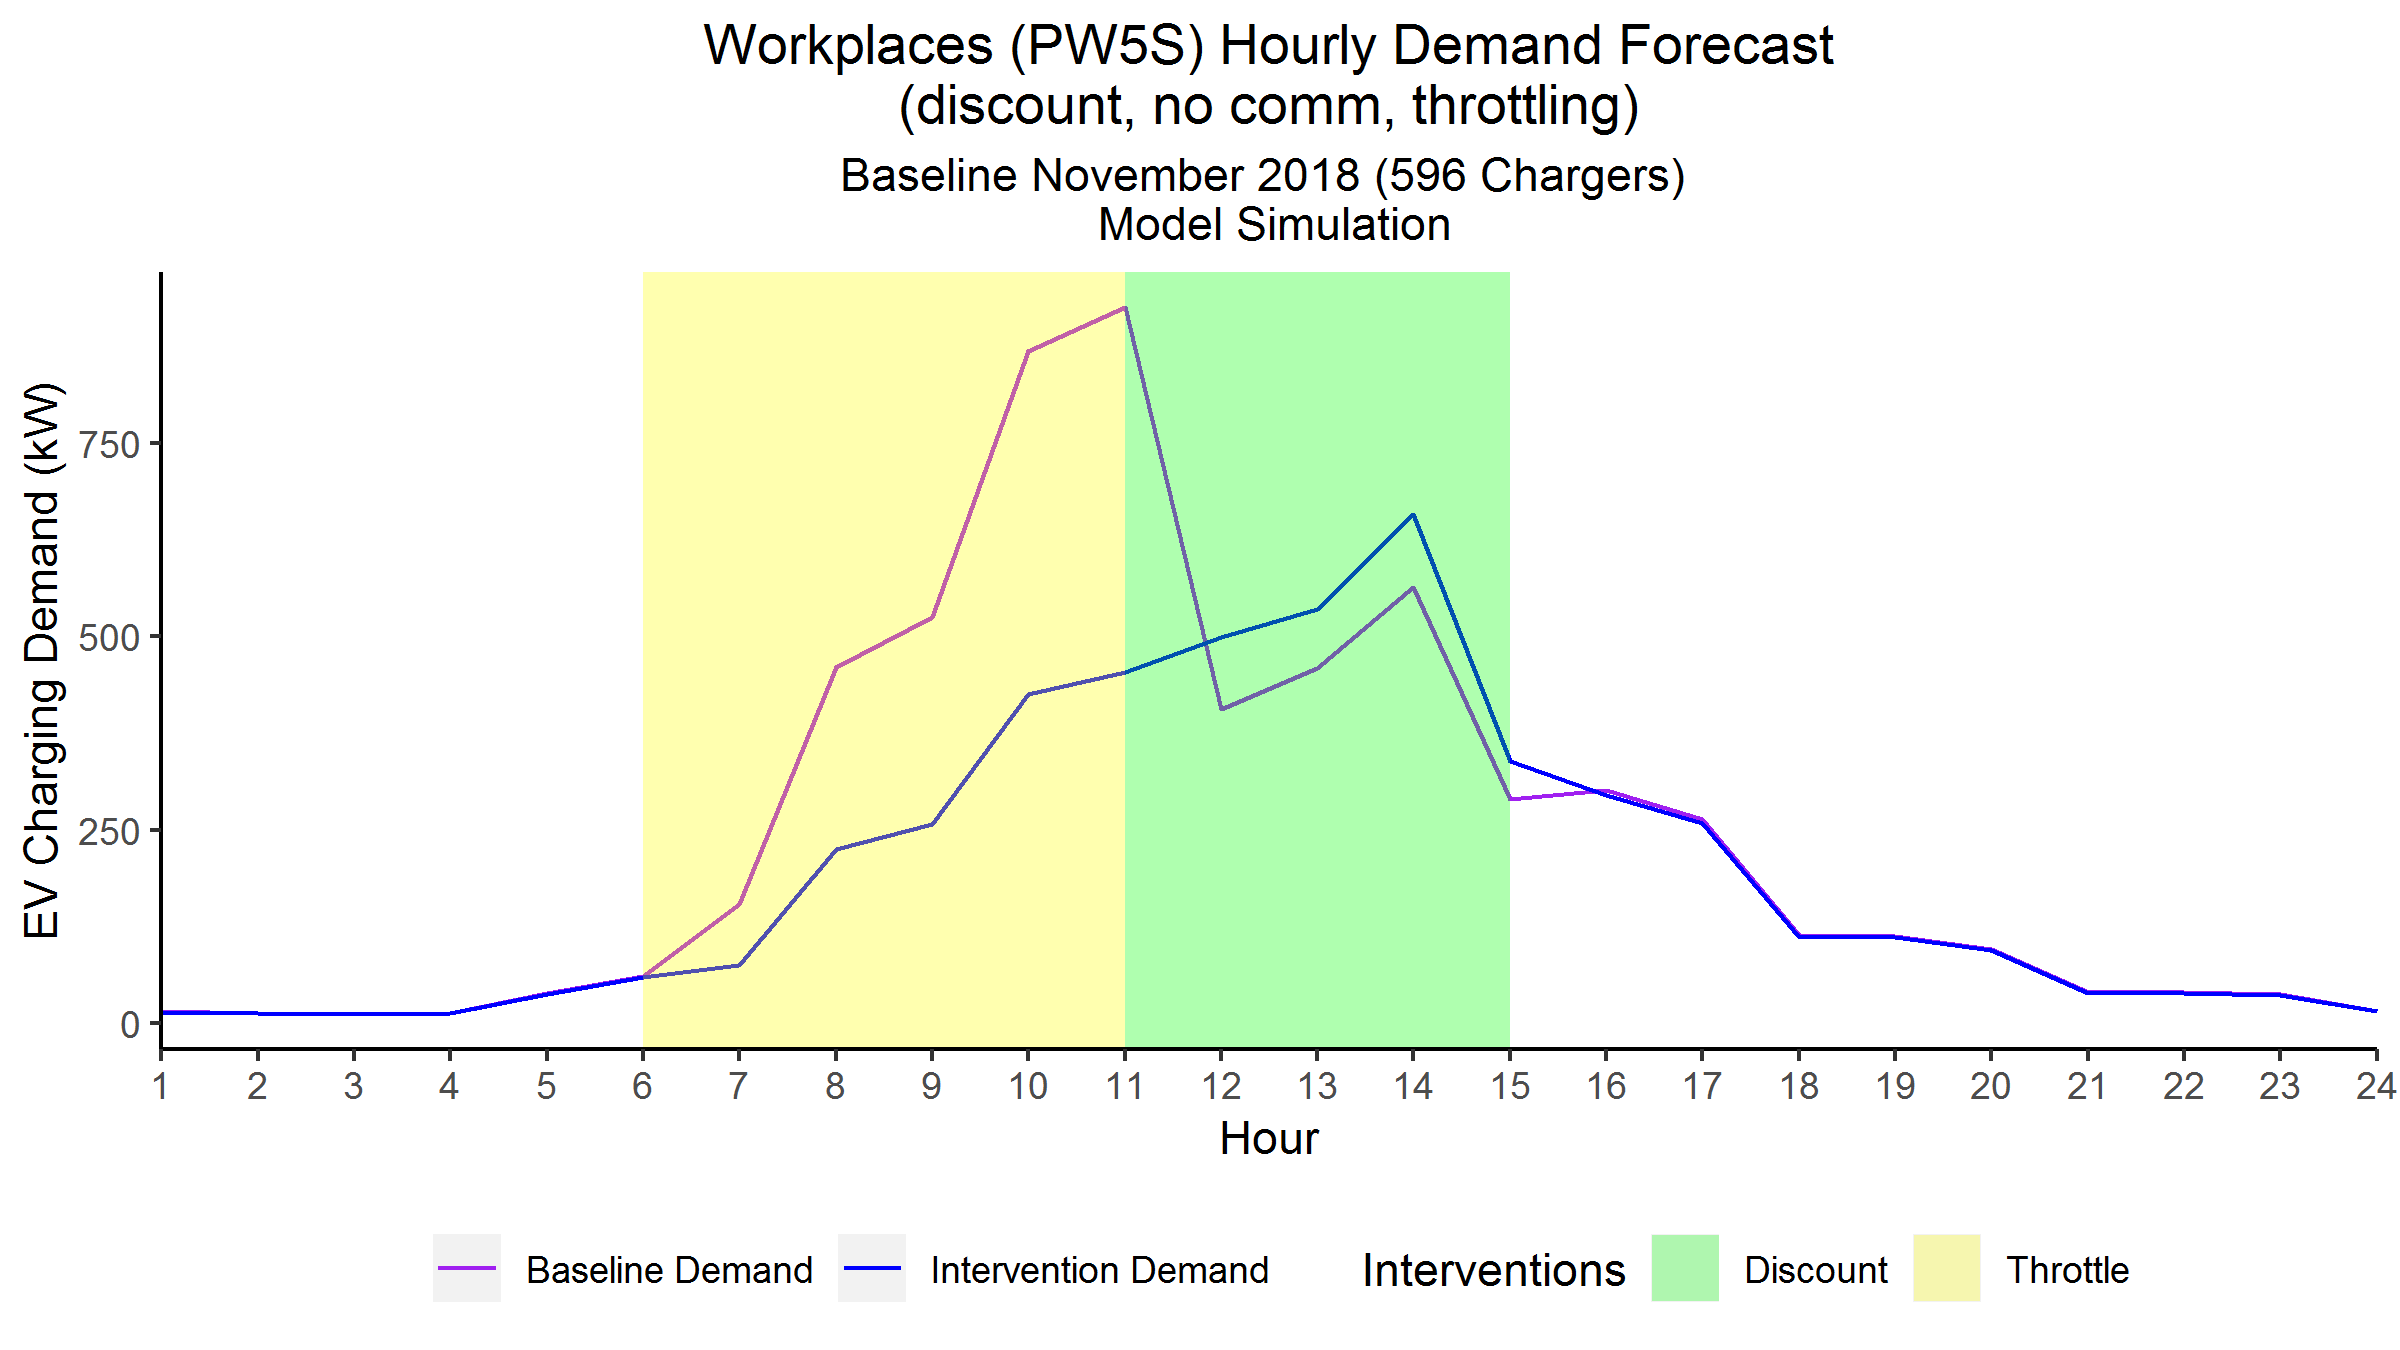 Workplaces (PW5S) Hourly Demand Forecast
(discount, no comm, throttling)
Baseline November 2018 (596 Chargers)
Model Simulation
EV Charging Demand (kW)
750
500
250
0
1 2 3 4 5 6 7 8 9 10 11 12 13 14 15 16 17 18 19 20 21 22 23 24
Hour
Baseline Demand Intervention Demand Interventions Discount Throttle